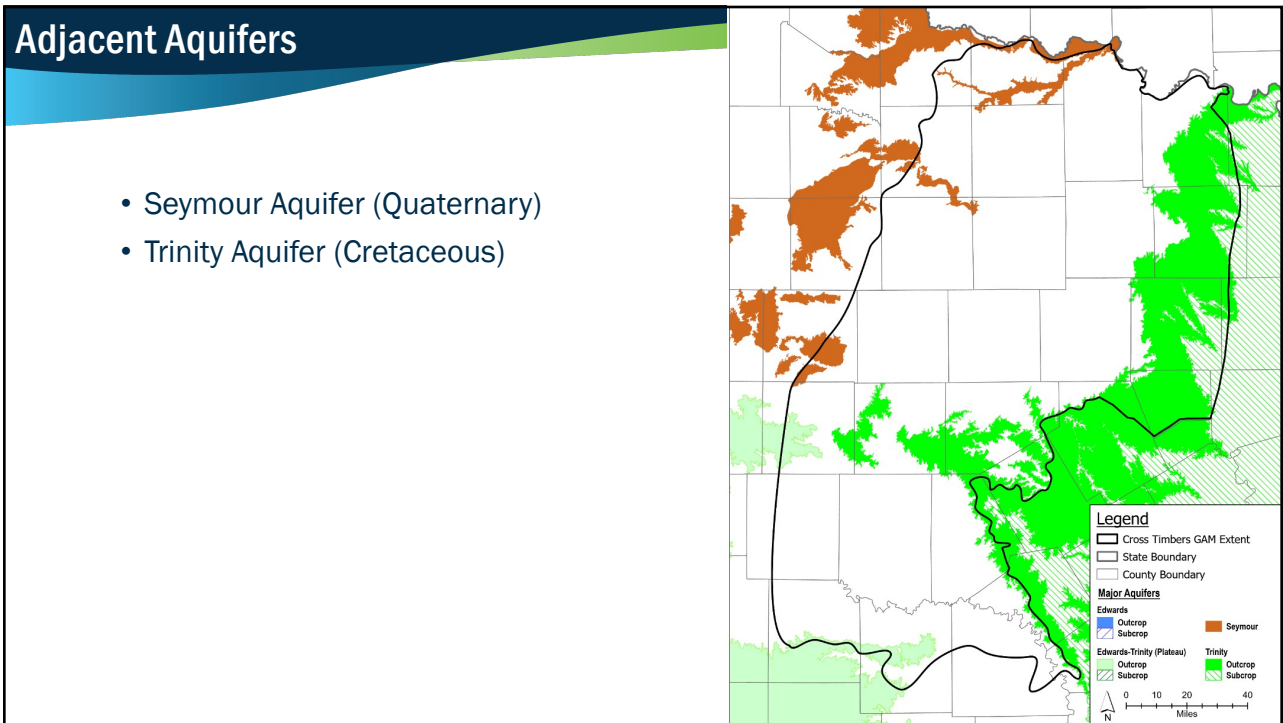 Adjacent Aquifers
• Seymour Aquifer (Quaternary)
• Trinity Aquifer (Cretaceous)
Legend
Cross Timbers GAM Extent
State Boundary
County Boundary
Major Aquifers
Edwards
Outcrop
Subcrop
Seymour
Edwards-Trinity (Plateau)
Outcrop
Subcrop
Trinity
Outcrop
Subcrop
N
0 10 20 40
Miles